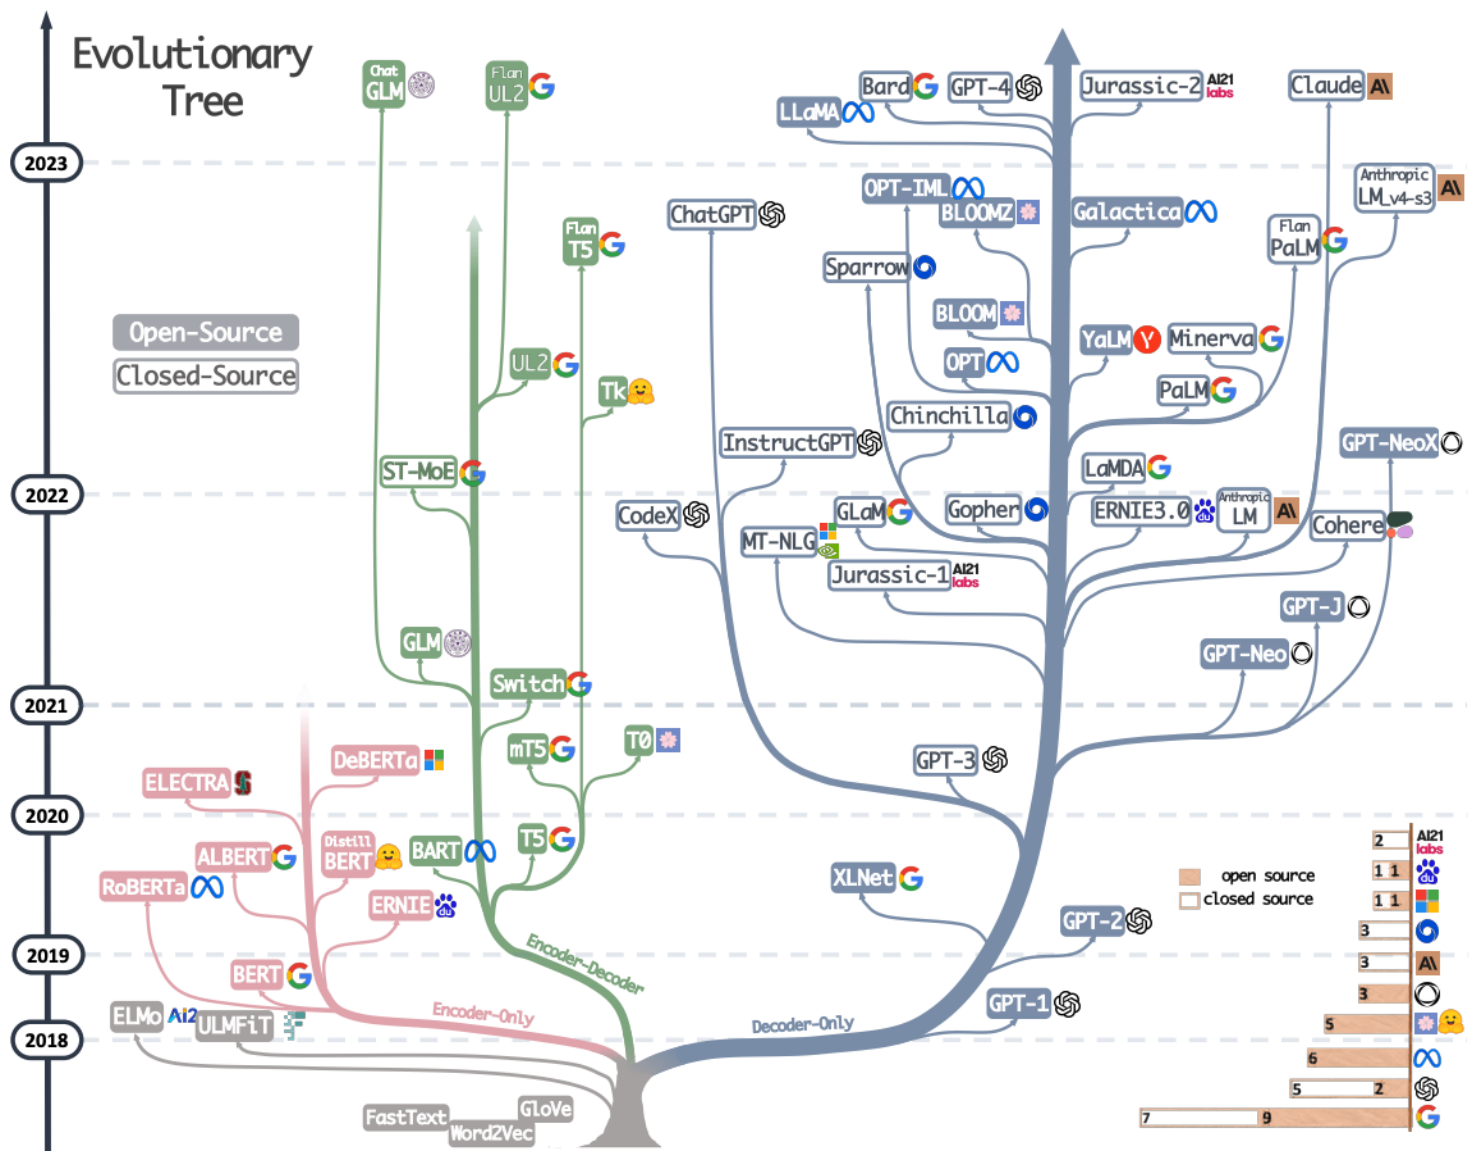 Evolutionary
Tree
Chat
GLM
Flan
UL2
Bard
GPT-4
Jurassic-2
AI21
labs
Claude
A\
LLaMA
2023
OPT-IML
BLOOMZ
Galactica
Anthropic
LM_v4-s3
A\
ChatGPT
Flan
T5
Flan
PaLM
Sparrow
Open-Source
Closed-Source
BLOOM
YaLM
Y
Minerva
UL2
OPT
Tk
PaLM
Chinchilla
InstructGPT
GPT-NeoX
ST-MoE
LaMDA
2022
CodeX
GLaM
Gopher
ERNIE3.0
du
Anthropic
LM
A\
Cohere
MT-NLG
Jurassic-1
AI21
labs
GPT-J
GLM
GPT-Neo
Switch
2021
mT5
T0
DeBERTa
GPT-3
ELECTRA
S
2020
T5
BART
Distill
BERT
ALBERT
RoBERTa
XLNet
ERNIE
du
GPT-2
2019
Encoder-Decoder
BERT
GPT-1
ELMo
Ai2
ULMFiT
Encoder-Only
Decoder-Only
2018
FastText
Word2Vec
GloVe
open source
closed source
2
AI21
labs
1 1
du
1 1
3
3
A\
3
5
6
5 2
7 9